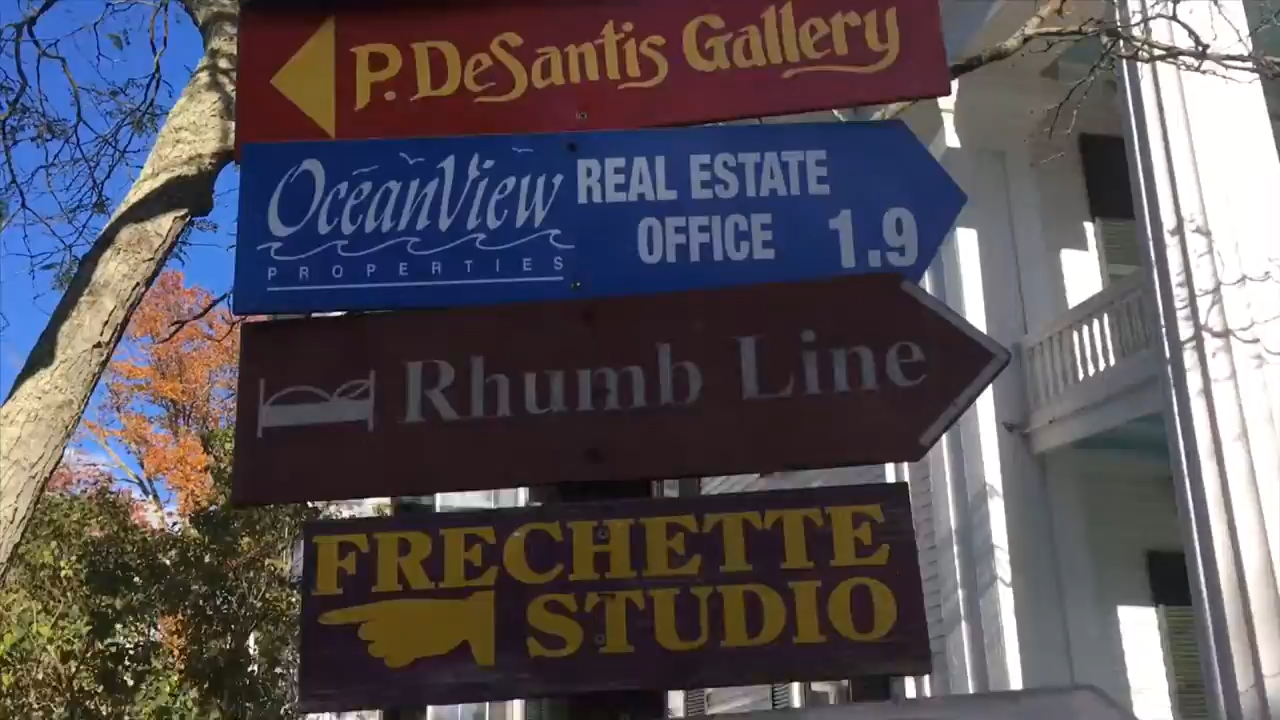 P. DeSantis Gallery
OceanView
PROPERTIES
REAL ESTATE
OFFICE 1.9
Rhumb Line
FRECHETTE
STUDIO